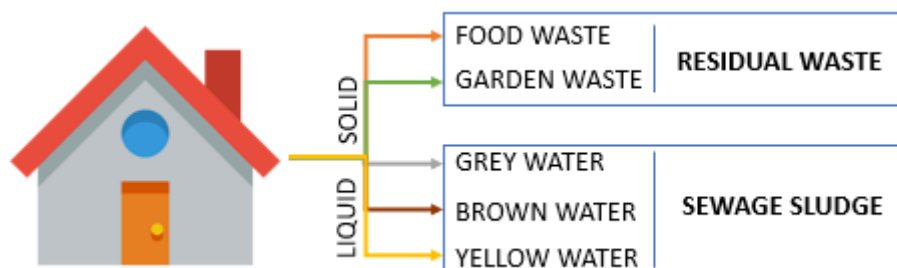 SOLID
LIQUID
FOOD WASTE
GARDEN WASTE
RESIDUAL WASTE
GREY WATER
BROWN WATER
YELLOW WATER
SEWAGE SLUDGE